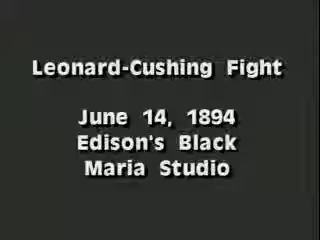 Leonard-Cushing Fight
June 14, 1894
Edison's Black
Maria Studio